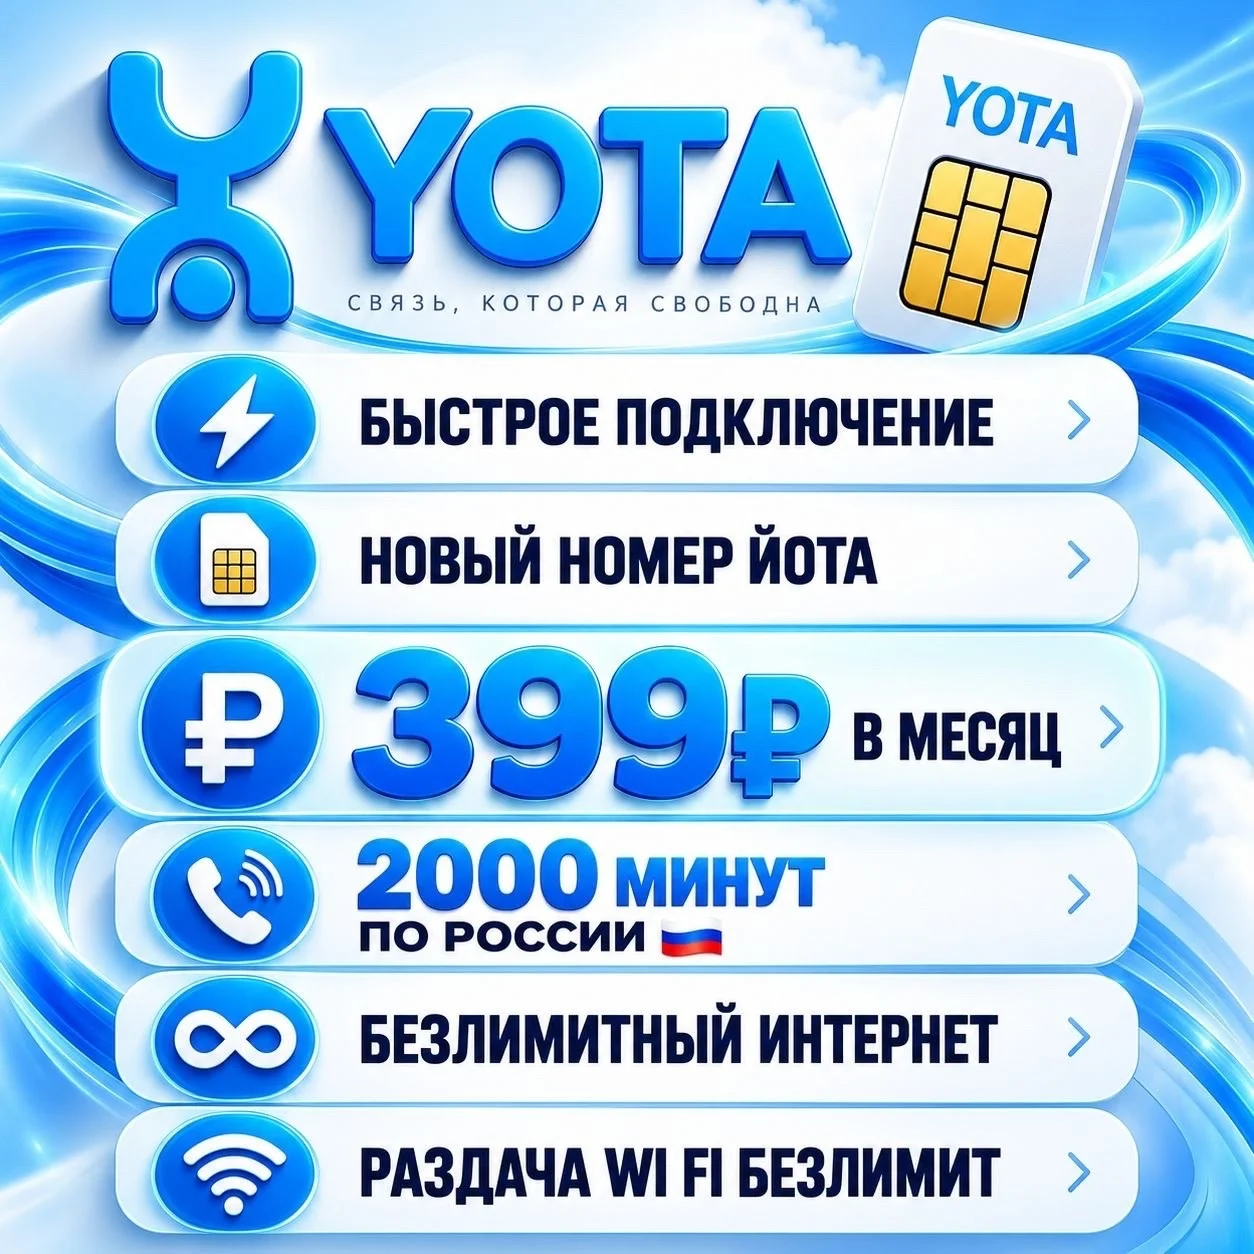 YOTA
YOTA
СВЯЗЬ, КОТОРАЯ СВОБОДНА
БЫСТРОЕ ПОДКЛЮЧЕНИЕ
НОВЫЙ НОМЕР ЙОТА
399₽ В МЕСЯЦ
2000 МИНУТ
ПО РОССИИ
БЕЗЛИМИТНЫЙ ИНТЕРНЕТ
РАЗДАЧА WI FI БЕЗЛИМИТ